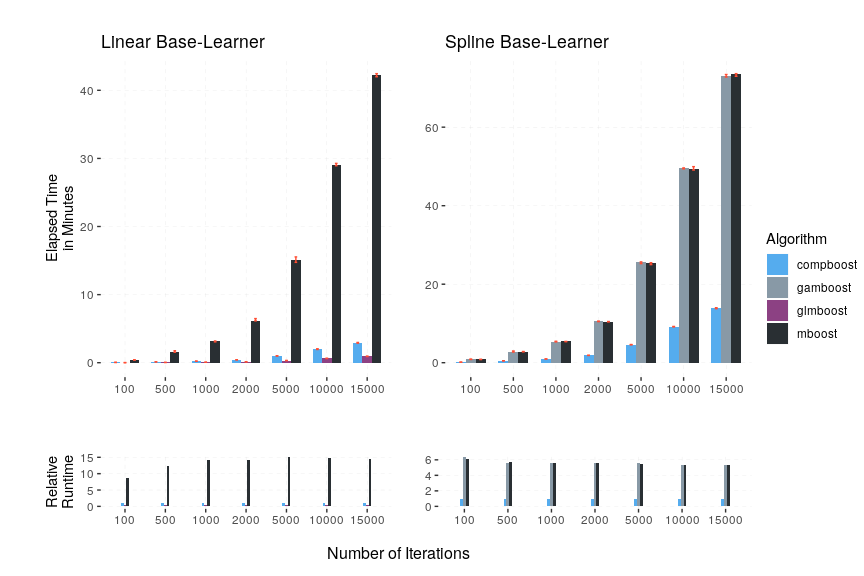 Linear Base-Learner
Spline Base-Learner
Elapsed Time
in Minutes
40
30
20
10
0
100 500 1000 2000 5000 10000 15000
60
40
20
0
100 500 1000 2000 5000 10000 15000
Algorithm
compboost
gamboost
glmboost
mboost
Relative
Runtime
15
10
5
0
100 500 1000 2000 5000 10000 15000
6
4
2
0
100 500 1000 2000 5000 10000 15000
Number of Iterations